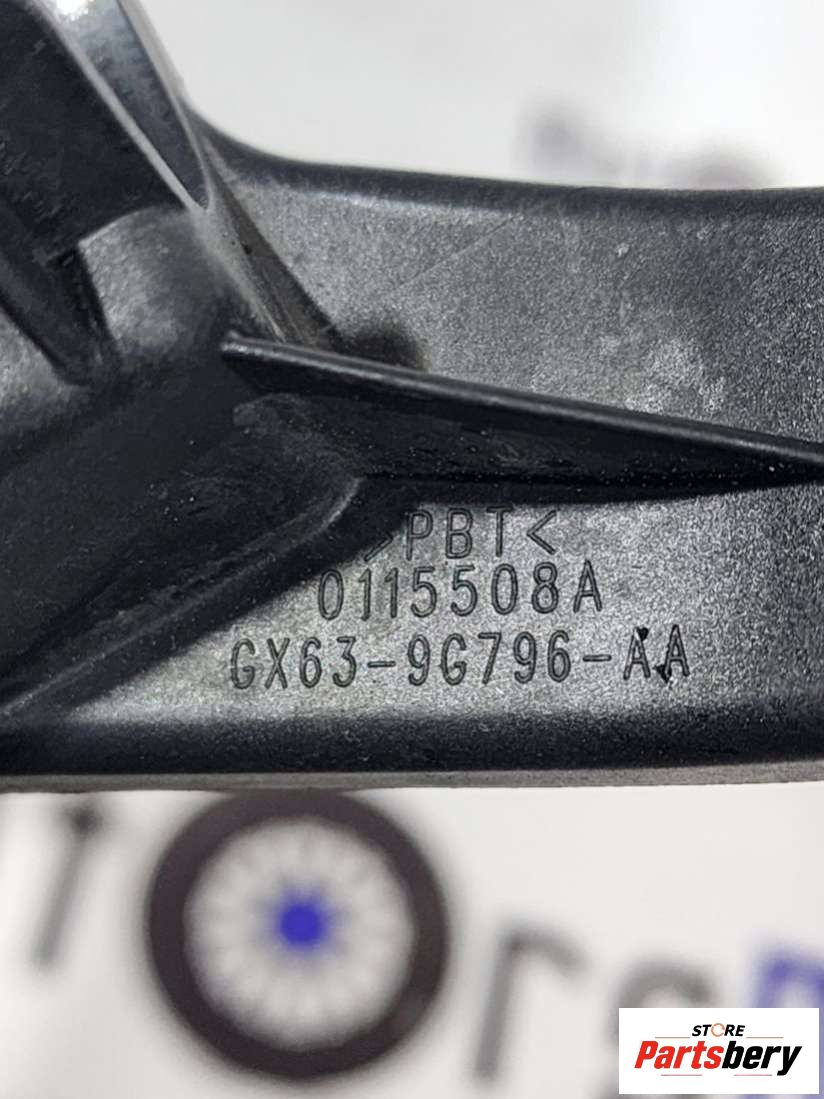 >PBT<
0115508A
GX63-9G796-AA
STORE
Partsbery